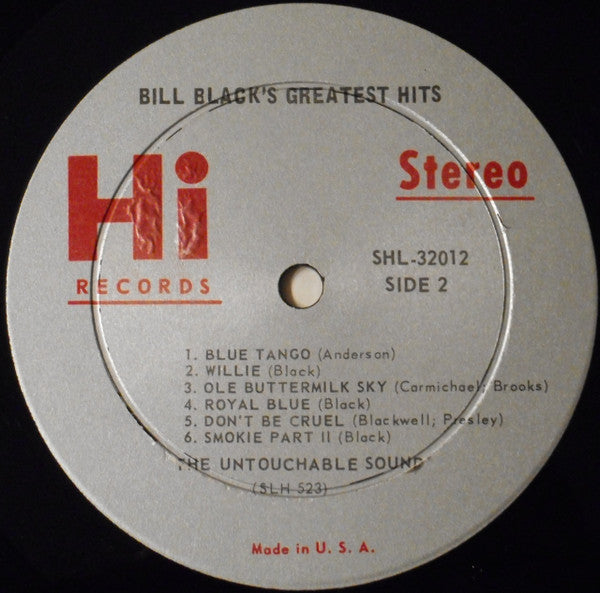 BILL BLACK'S GREATEST HITS
Hi
RECORDS
Stereo
SHL-32012
SIDE 2
1. BLUE TANGO (Anderson)
2. WILLIE (Black)
3. OLE BUTTERMILK SKY (Carmichael; Brooks)
4. ROYAL BLUE (Black)
5. DON'T BE CRUEL (Blackwell; Presley)
6. SMOKIE PART II (Black)
"THE UNTOUCHABLE SOUND"
(SLH 523)
Made in U. S. A.